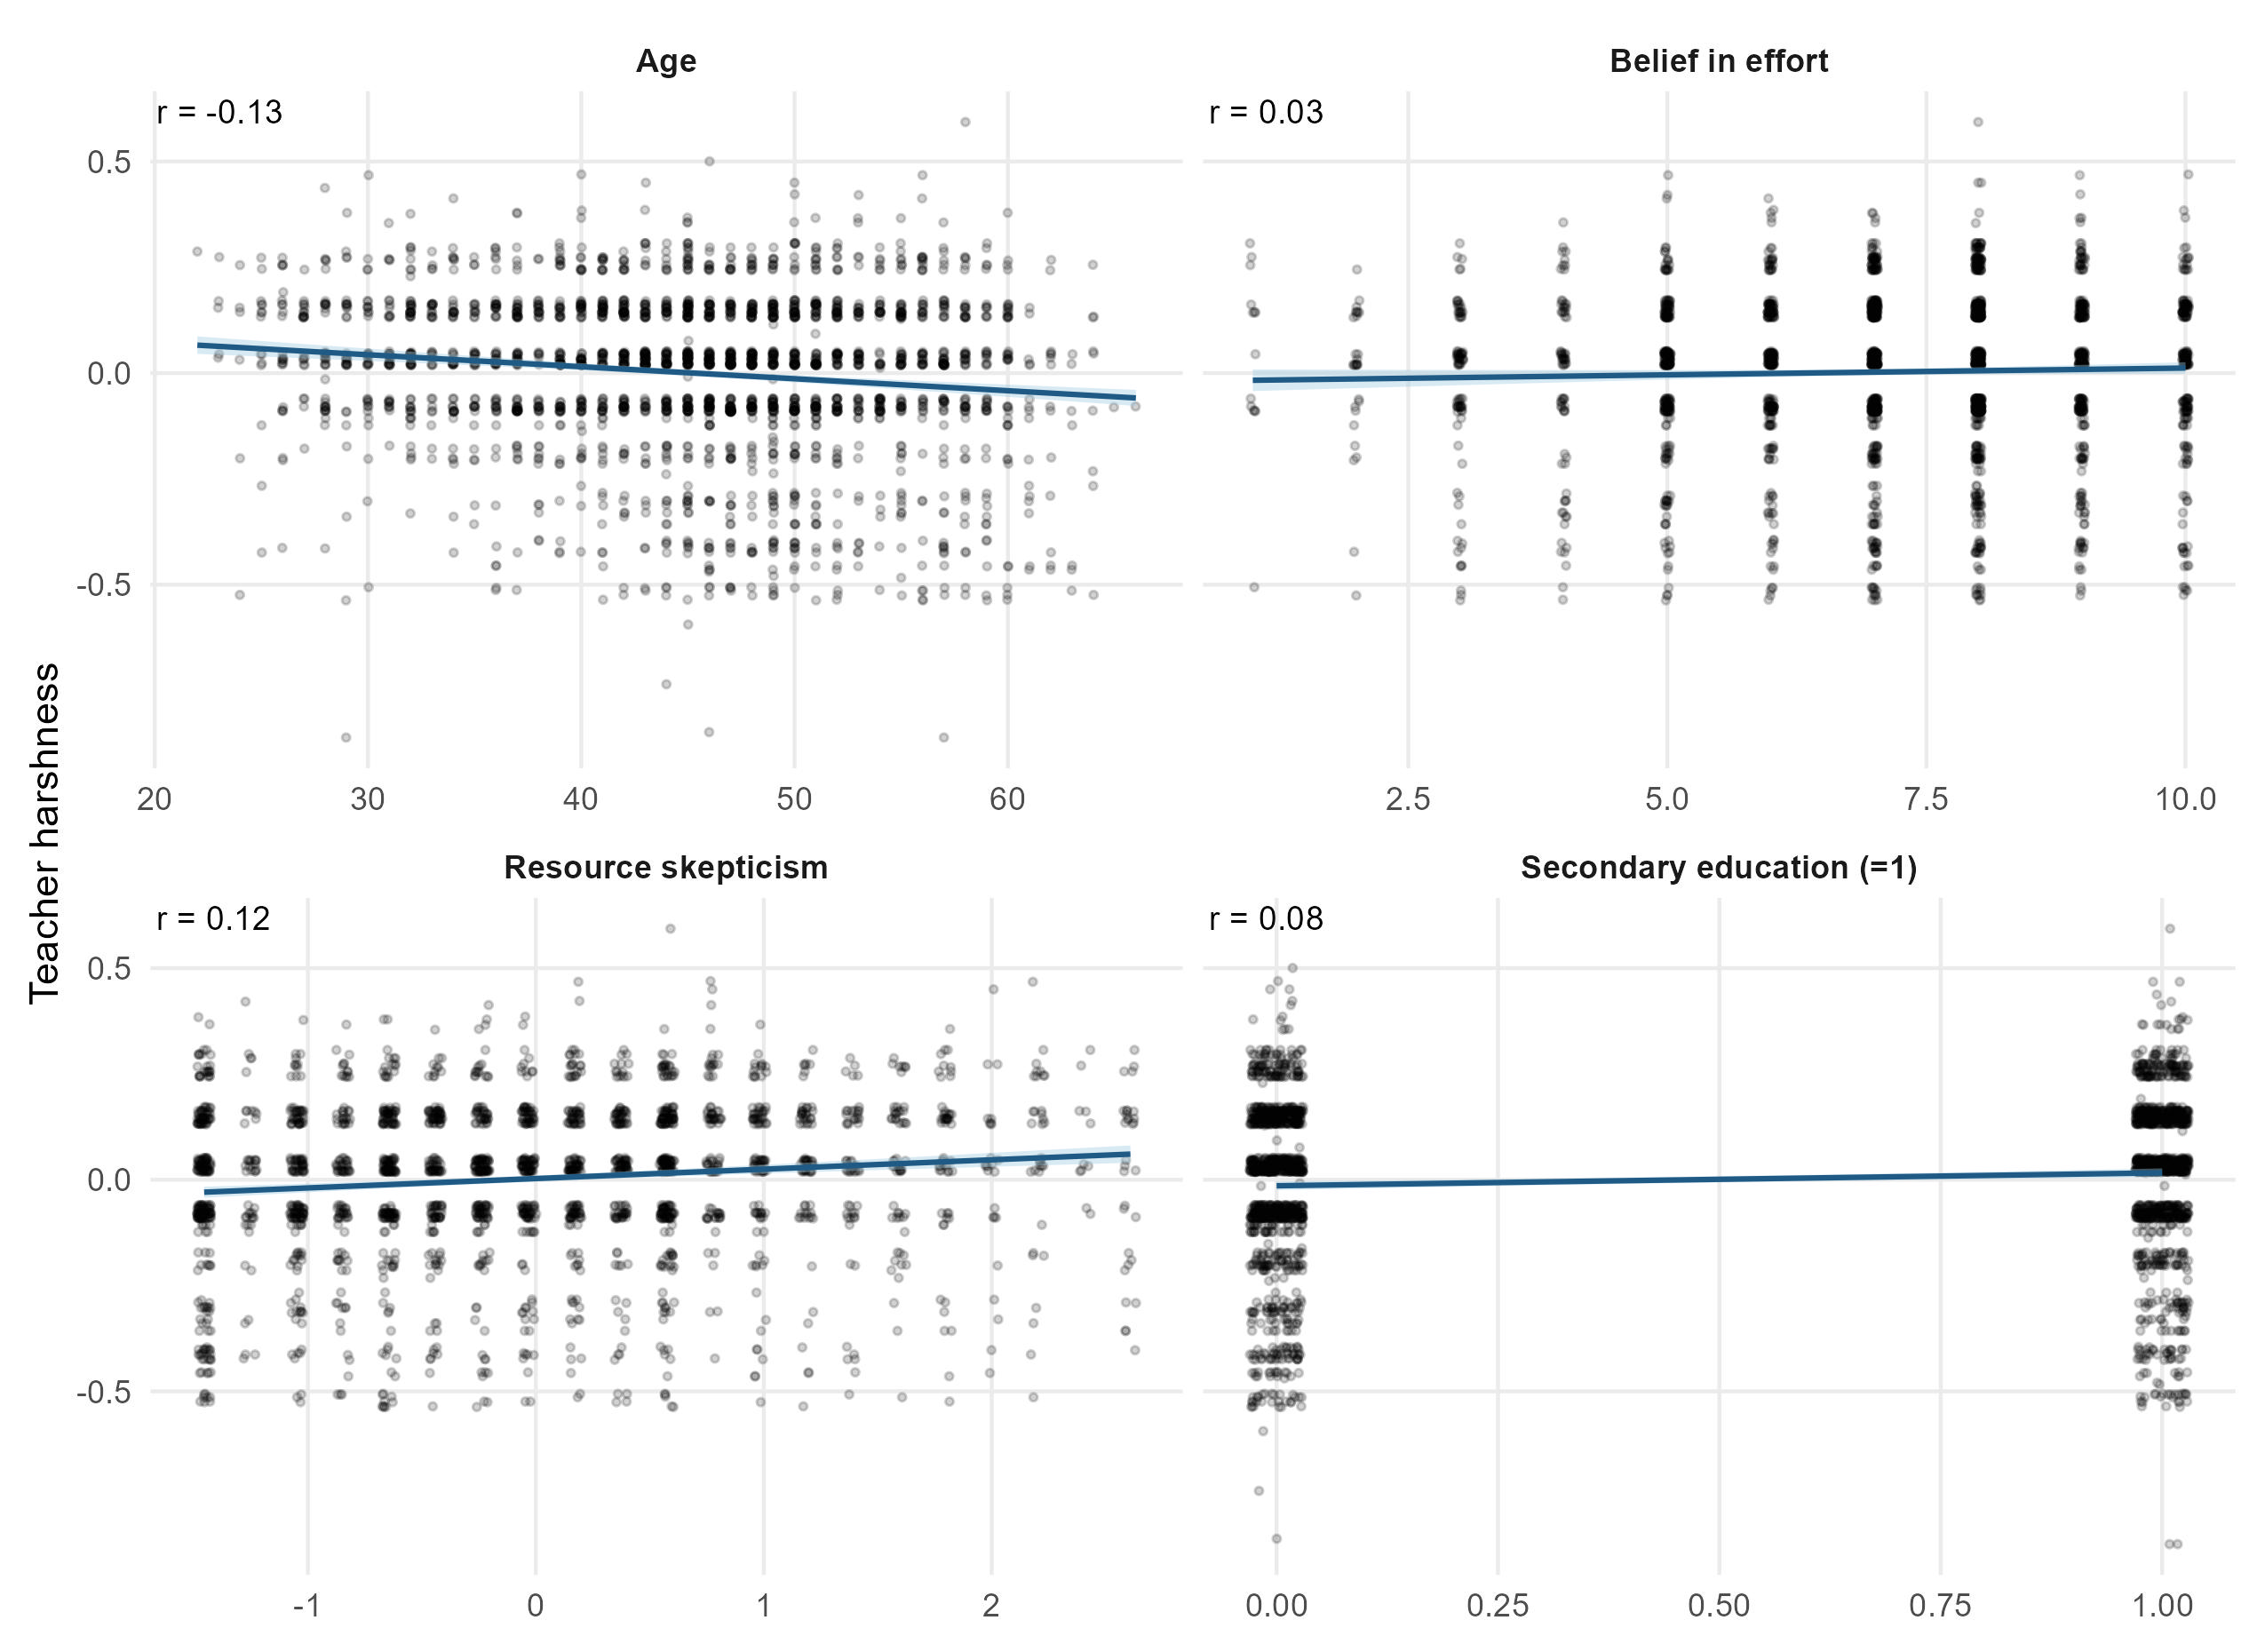 Age
Belief in effort
r = -0.13
r = 0.03
0.5
0.0
-0.5
20 30 40 50 60
2.5 5.0 7.5 10.0
Teacher harshness
Resource skepticism
Secondary education (=1)
r = 0.12
r = 0.08
0.5
0.0
-0.5
-1 0 1 2
0.00 0.25 0.50 0.75 1.00